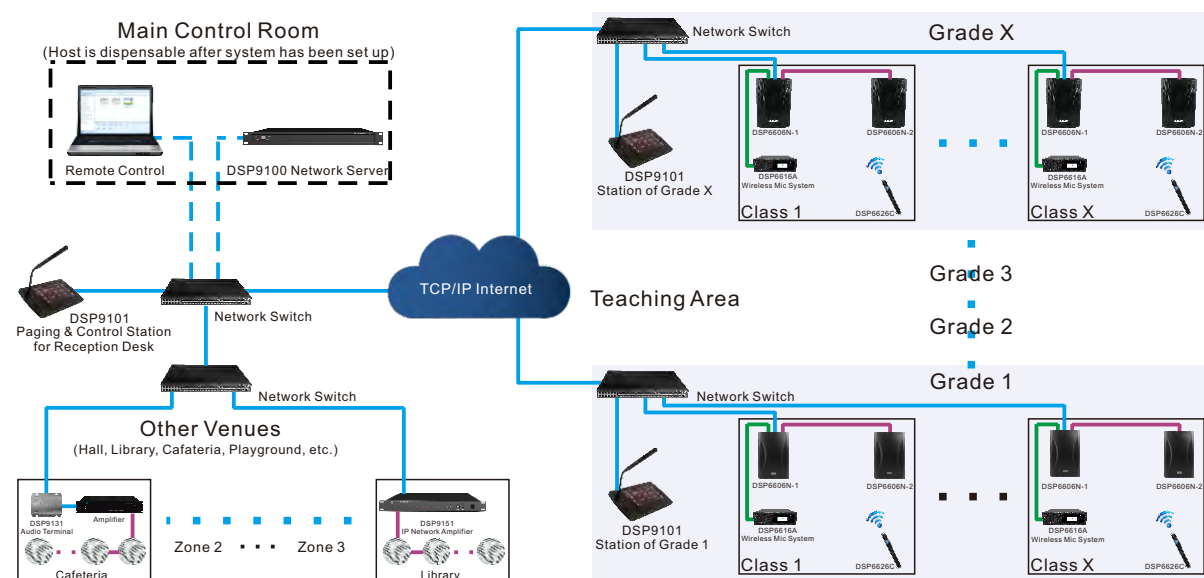 Main Control Room
(Host is dispensable after system has been set up)
Remote Control
DSP9100 Network Server
DSP9101
Paging & Control Station
for Reception Desk
Network Switch
Network Switch
TCP/IP Internet
Other Venues
(Hall, Library, Cafateria, Playground, etc.)
DSP9131
Audio Terminal
Amplifier
Cafeteria
Zone 2
Zone 3
DSP9151
IP Network Amplifier
Library
Teaching Area
Network Switch
Grade X
DSP9101
Station of Grade X
DSP6606N-1
DSP6606N-2
DSP6616A
Wireless Mic System
Class 1
DSP6626C
DSP6606N-1
DSP6606N-2
DSP6616A
Wireless Mic System
Class X
DSP6626C
Grade 3
Grade 2
Grade 1
Network Switch
DSP9101
Station of Grade 1
DSP6606N-1
DSP6606N-2
DSP6616A
Wireless Mic System
Class 1
DSP6626C
DSP6606N-1
DSP6606N-2
DSP6616A
Wireless Mic System
Class X
DSP6626C